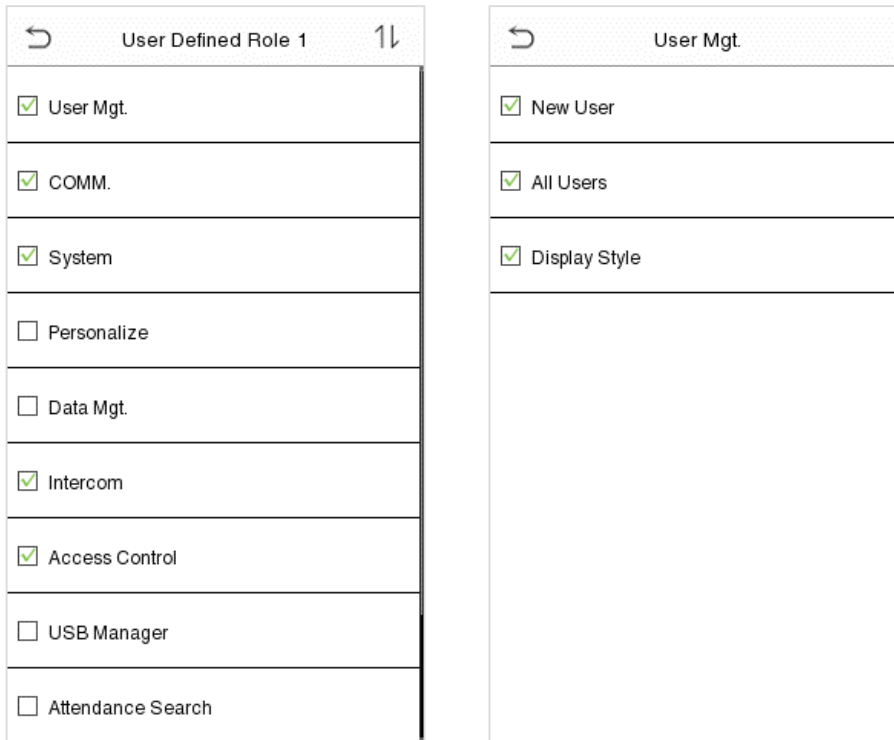 User Defined Role 1
User Mgt.
COMM.
System
Personalize
Data Mgt.
Intercom
Access Control
USB Manager
Attendance Search
User Mgt.
New User
All Users
Display Style